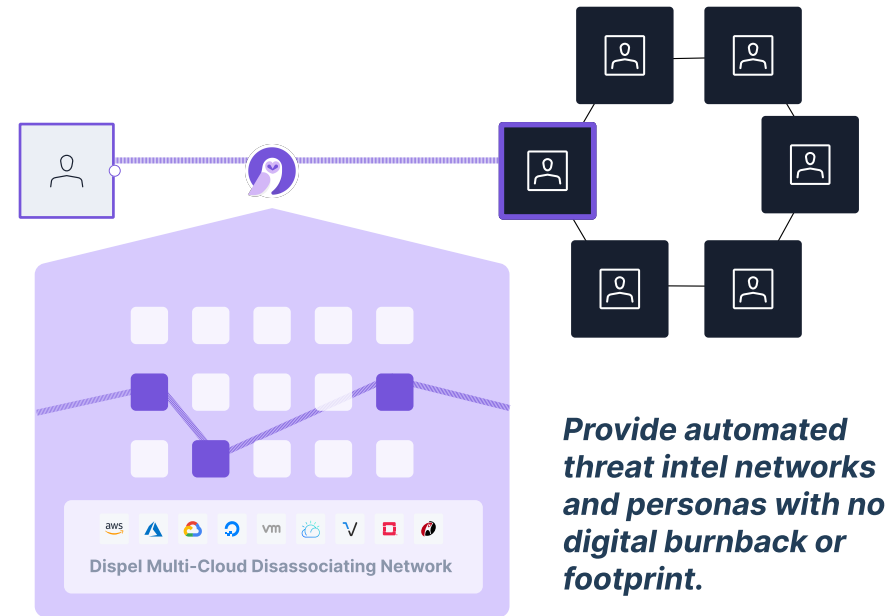 Provide automated
threat intel networks
and personas with no
digital burnback or
footprint.
aws
vm
Dispel Multi-Cloud Disassociating Network